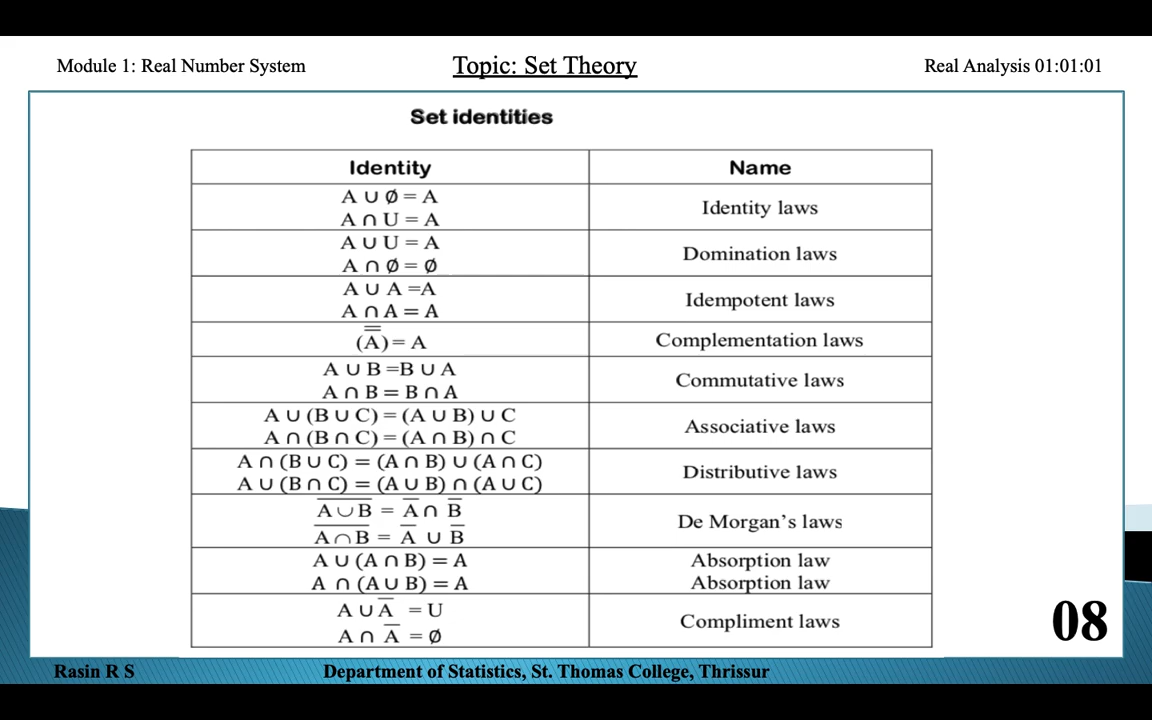 Module 1: Real Number System
Topic: Set Theory
Real Analysis 01:01:01
Set identities
Identity
Name
A ∪ Ø = A
A ∩ U = A
Identity laws
A ∪ U = A
A ∩ Ø = Ø
Domination laws
A ∪ A =A
A ∩ A = A
Idempotent laws
(A̿)= A
Complementation laws
A ∪ B =B ∪ A
A ∩ B = B ∩ A
Commutative laws
A ∪ (B ∪ C) = (A ∪ B) ∪ C
A ∩ (B ∩ C) = (A ∩ B) ∩ C
Associative laws
A ∩ (B ∪ C) = (A ∩ B) ∪ (A ∩ C)
A ∪ (B ∩ C) = (A ∪ B) ∩ (A ∪ C)
Distributive laws
A̅ ̅∪̅ ̅B̅ = A̅ ∩ B̅
A̅ ̅∩̅ ̅B̅ = A̅ ∪ B̅
De Morgan's laws
A ∪ (A ∩ B) = A
A ∩ (A ∪ B) = A
Absorption law
Absorption law
A ∪ A̅ = U
A ∩ A̅ = Ø
Compliment laws
08
Rasin R S
Department of Statistics, St. Thomas College, Thrissur